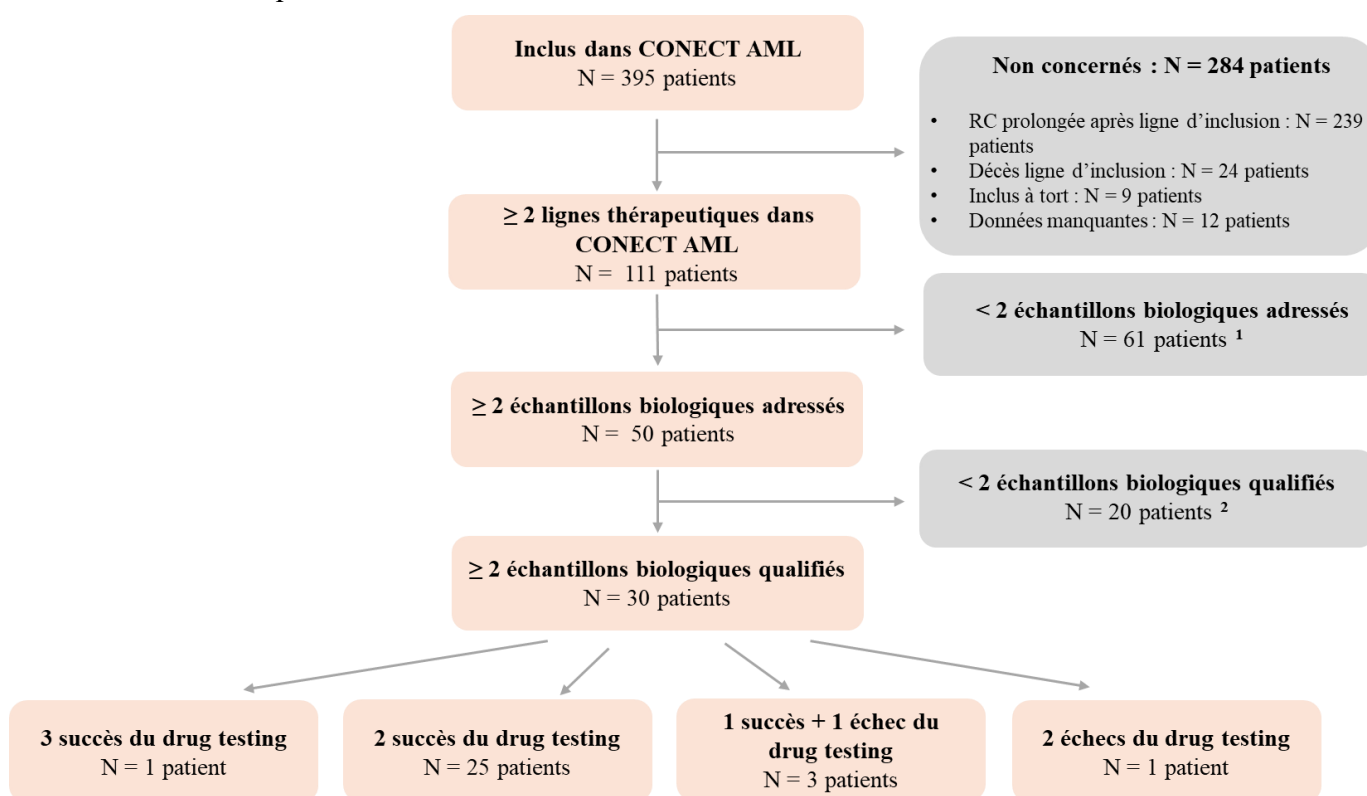 Inclus dans CONECT AML
N = 395 patients
Non concernés : N = 284 patients
• RC prolongée après ligne d’inclusion : N = 239
patients
• Décès ligne d’inclusion : N = 24 patients
• Inclus à tort : N = 9 patients
• Données manquantes : N = 12 patients
≥ 2 lignes thérapeutiques dans
CONECT AML
N = 111 patients
< 2 échantillons biologiques adressés
N = 61 patients ¹
≥ 2 échantillons biologiques adressés
N = 50 patients
< 2 échantillons biologiques qualifiés
N = 20 patients ²
≥ 2 échantillons biologiques qualifiés
N = 30 patients
3 succès du drug testing
N = 1 patient
2 succès du drug testing
N = 25 patients
1 succès + 1 échec du
drug testing
N = 3 patients
2 échecs du drug testing
N = 1 patient